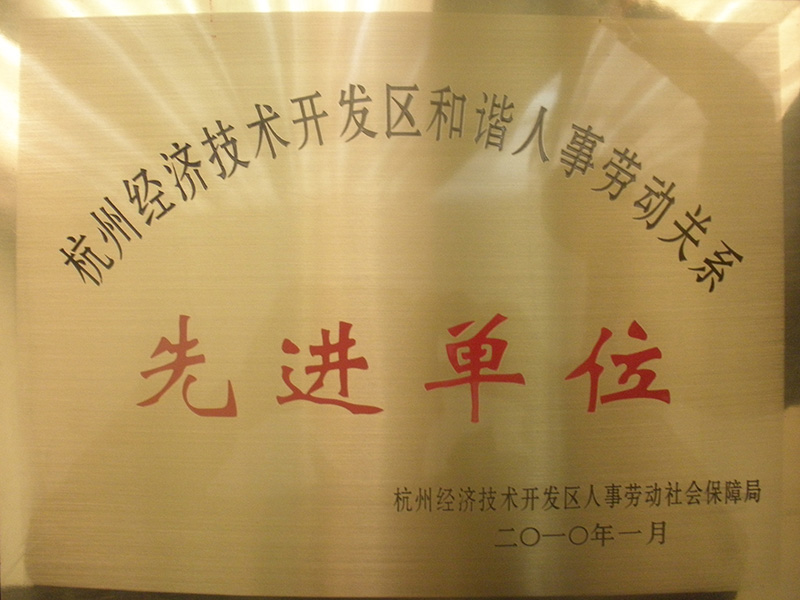 杭州经济技术开发区和谐人事劳动关系
先进单位
杭州经济技术开发区人事劳动社会保障局
二〇一〇年一月